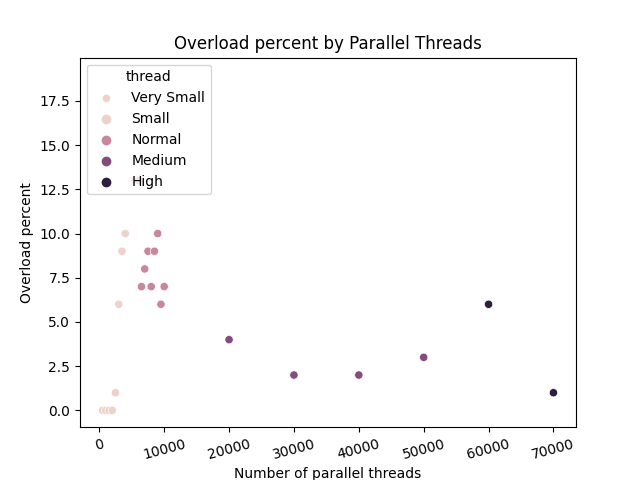 Overload percent by Parallel Threads
thread
Very Small
Small
Normal
Medium
High
Overload percent
17.5
15.0
12.5
10.0
7.5
5.0
2.5
0.0
0
10000
20000
30000
40000
50000
60000
70000
Number of parallel threads